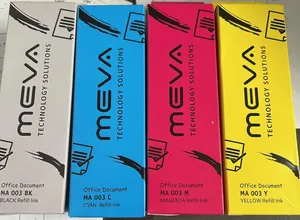 MEVA
TECHNOLOGY SOLUTIONS
Office Document
MA 003 BK
BLACK Refill Ink
MEVA
TECHNOLOGY SOLUTIONS
Office Document
MA 003 C
CYAN Refill Ink
MEVA
TECHNOLOGY SOLUTIONS
Office Document
MA 003 M
MAGENTA Refill Ink
MEVA
TECHNOLOGY SOLUTIONS
Office Document
MA 003 Y
YELLOW Refill Ink